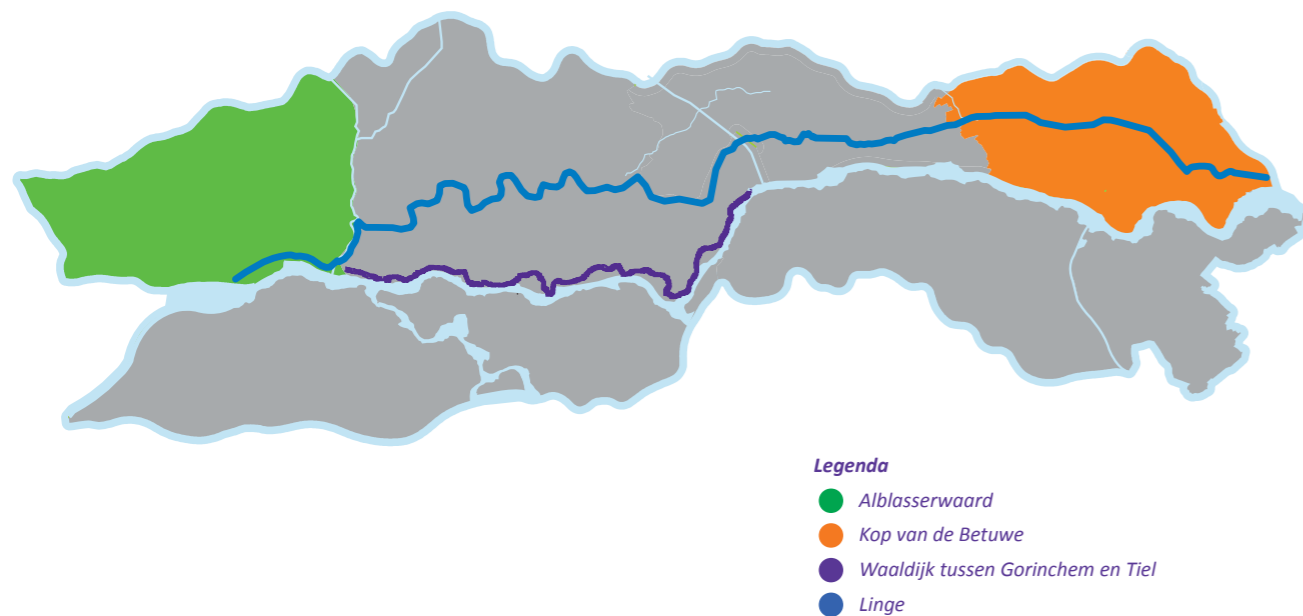 Legenda
Alblasserwaard
Kop van de Betuwe
Waaldijk tussen Gorinchem en Tiel
Linge